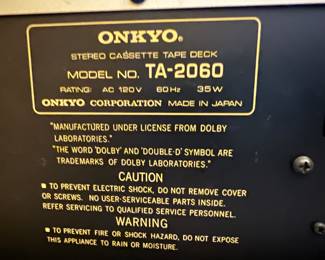 ONKYO®
STEREO CASSETTE TAPE DECK
MODEL NO. TA-2060
RATING: AC 120V 60Hz 35W
ONKYO CORPORATION MADE IN JAPAN
"MANUFACTURED UNDER LICENSE FROM DOLBY
LABORATORIES."
"THE WORD 'DOLBY' AND 'DOUBLE-D' SYMBOL ARE
TRADEMARKS OF DOLBY LABORATORIES."
CAUTION
■ TO PREVENT ELECTRIC SHOCK, DO NOT REMOVE COVER
OR SCREWS. NO USER-SERVICEABLE PARTS INSIDE.
REFER SERVICING TO QUALIFIED SERVICE PERSONNEL.
WARNING
■ TO PREVENT FIRE OR SHOCK HAZARD, DO NOT EXPOSE
THIS APPLIANCE TO RAIN OR MOISTURE.